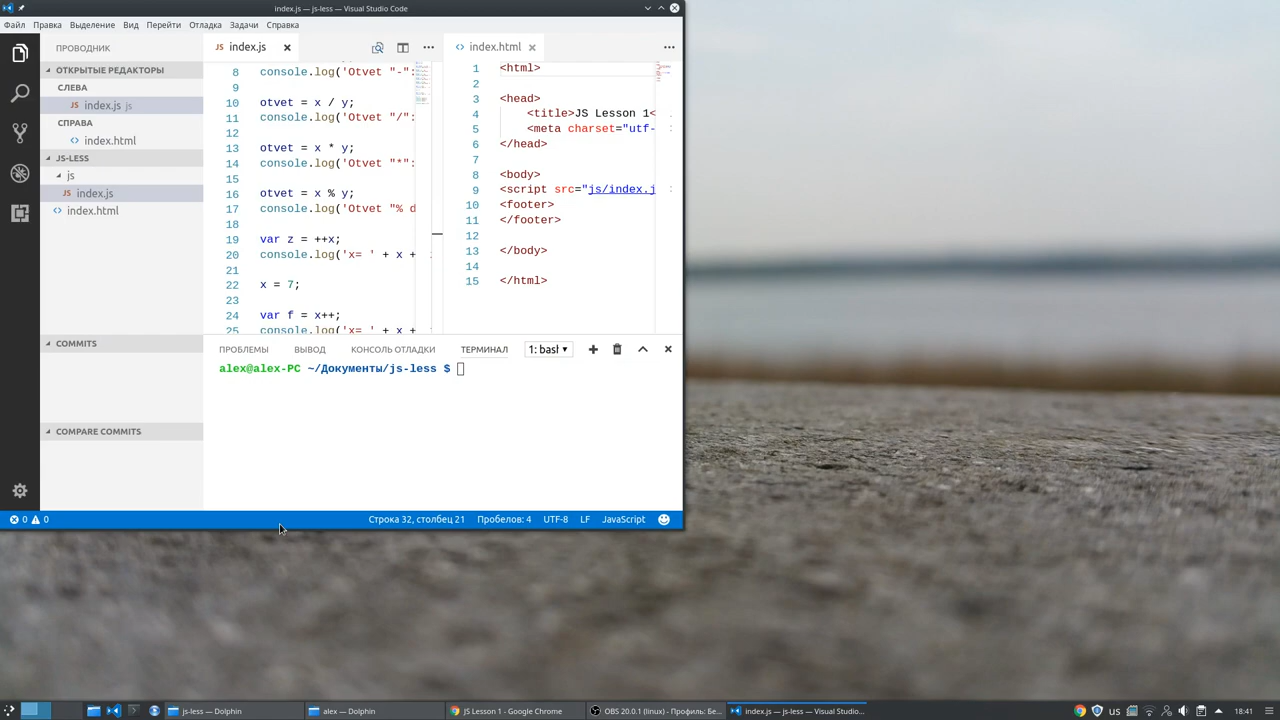 index.js — js-less — Visual Studio Code
Файл Правка Выделение Вид Перейти Отладка Задачи Справка
ПРОВОДНИК
ОТКРЫТЫЕ РЕДАКТОРЫ
СЛЕВА
JS index.js js
СПРАВА
<> index.html
JS-LESS
js
JS index.js
<> index.html
COMMITS
COMPARE COMMITS
JS index.js
8 console.log('Otvet "-":
9
10 otvet = x / y;
11 console.log('Otvet "/":
12
13 otvet = x * y;
14 console.log('Otvet "*":
15
16 otvet = x % y;
17 console.log('Otvet "% d
18
19 var z = ++x;
20 console.log('x= ' + x +
21
22 x = 7;
23
24 var f = x++;
25 console.log('x= ' + x +
<> index.html
1 <html>
2
3 <head>
4 <title>JS Lesson 1<
5 <meta charset="utf-
6 </head>
7
8 <body>
9 <script src="js/index.j
10 <footer>
11 </footer>
12
13 </body>
14
15 </html>
ПРОБЛЕМЫ ВЫВОД КОНСОЛЬ ОТЛАДКИ ТЕРМИНАЛ 1: bash
alex@alex-PC ~/Документы/js-less $
0 0 Строка 32, столбец 21 Пробелов: 4 UTF-8 LF JavaScript
js-less — Dolphin alex — Dolphin JS Lesson 1 - Google Chrome OBS 20.0.1 (linux) - Профиль: Бе... index.js — js-less — Visual Studio... US 18:41